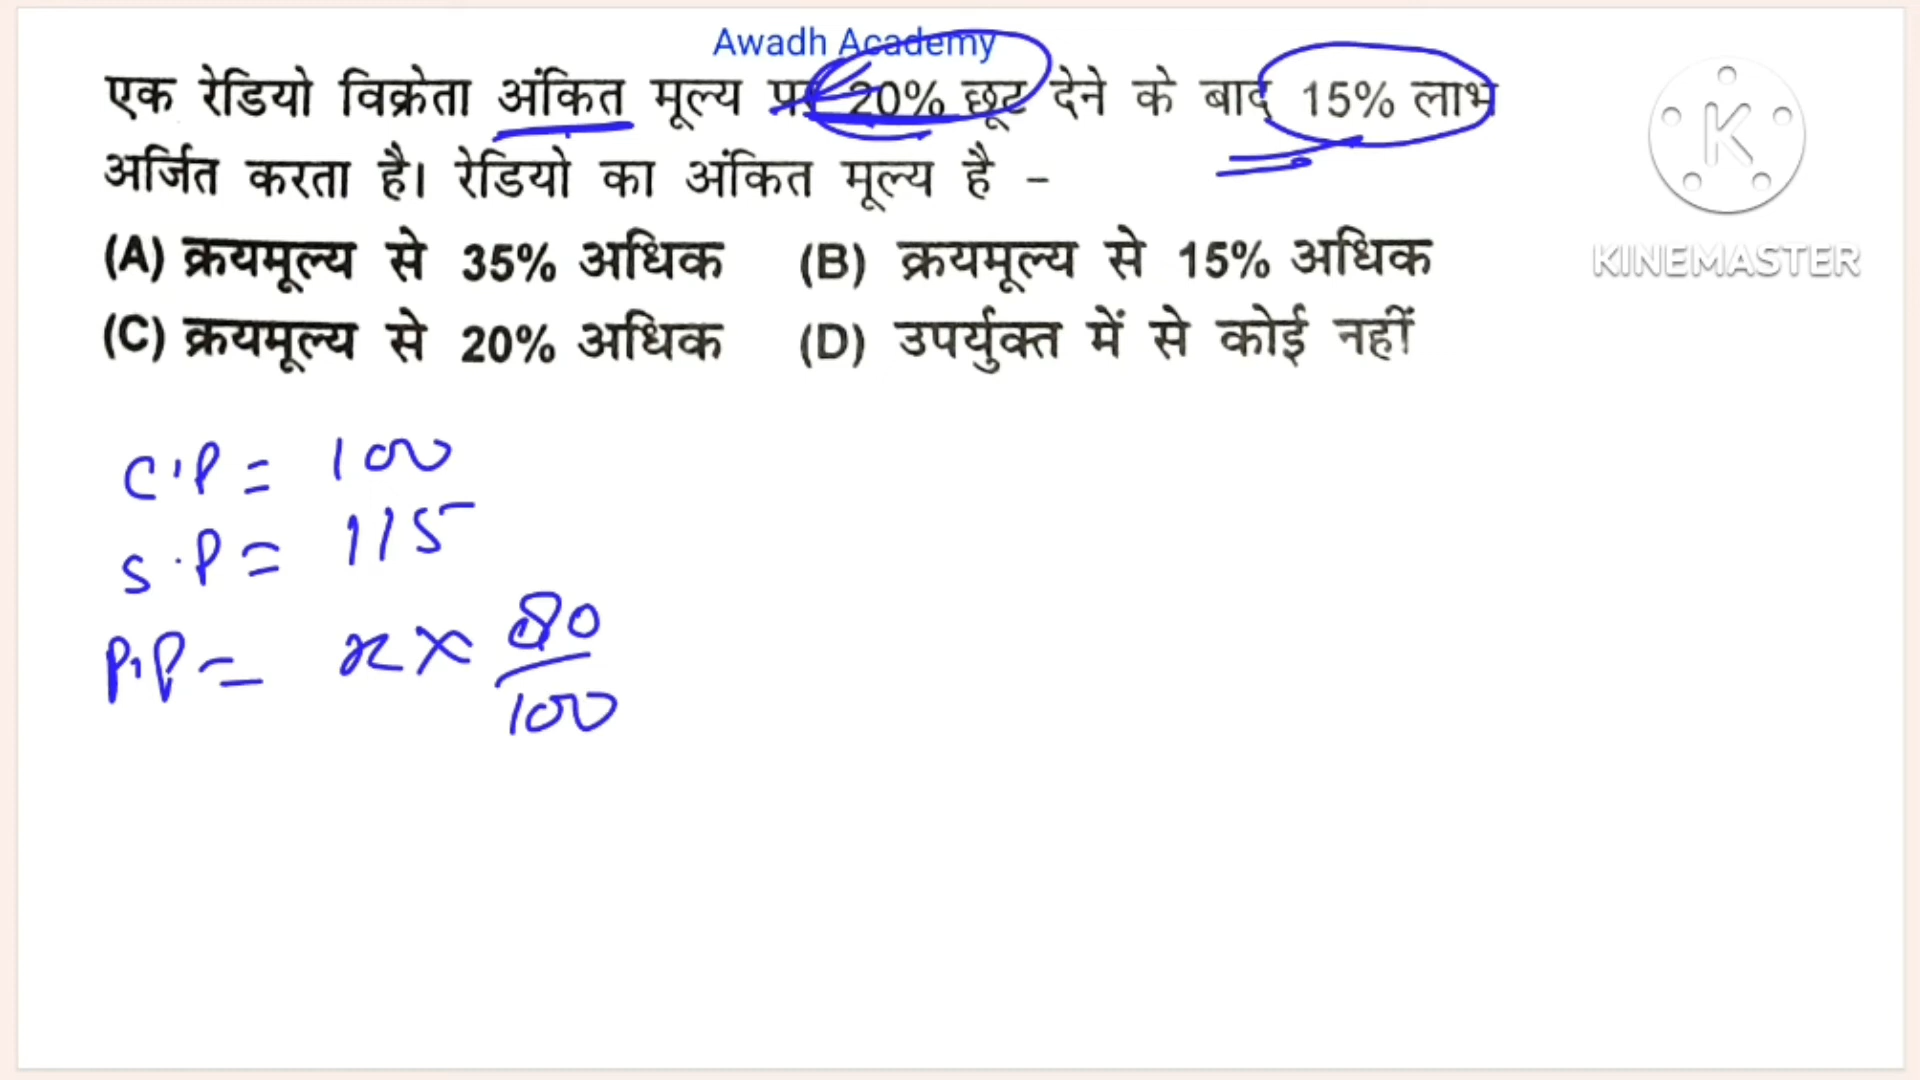 Awadh Academy
एक रेडियो विक्रेता अंकित मूल्य पर 20% छूट देने के बाद 15% लाभ
अर्जित करता है। रेडियो का अंकित मूल्य है -
(A) क्रयमूल्य से 35% अधिक (B) क्रयमूल्य से 15% अधिक
(C) क्रयमूल्य से 20% अधिक (D) उपर्युक्त में से कोई नहीं
K
KINEMASTER
C.P = 100
S.P = 115
P.P = x × 80
100